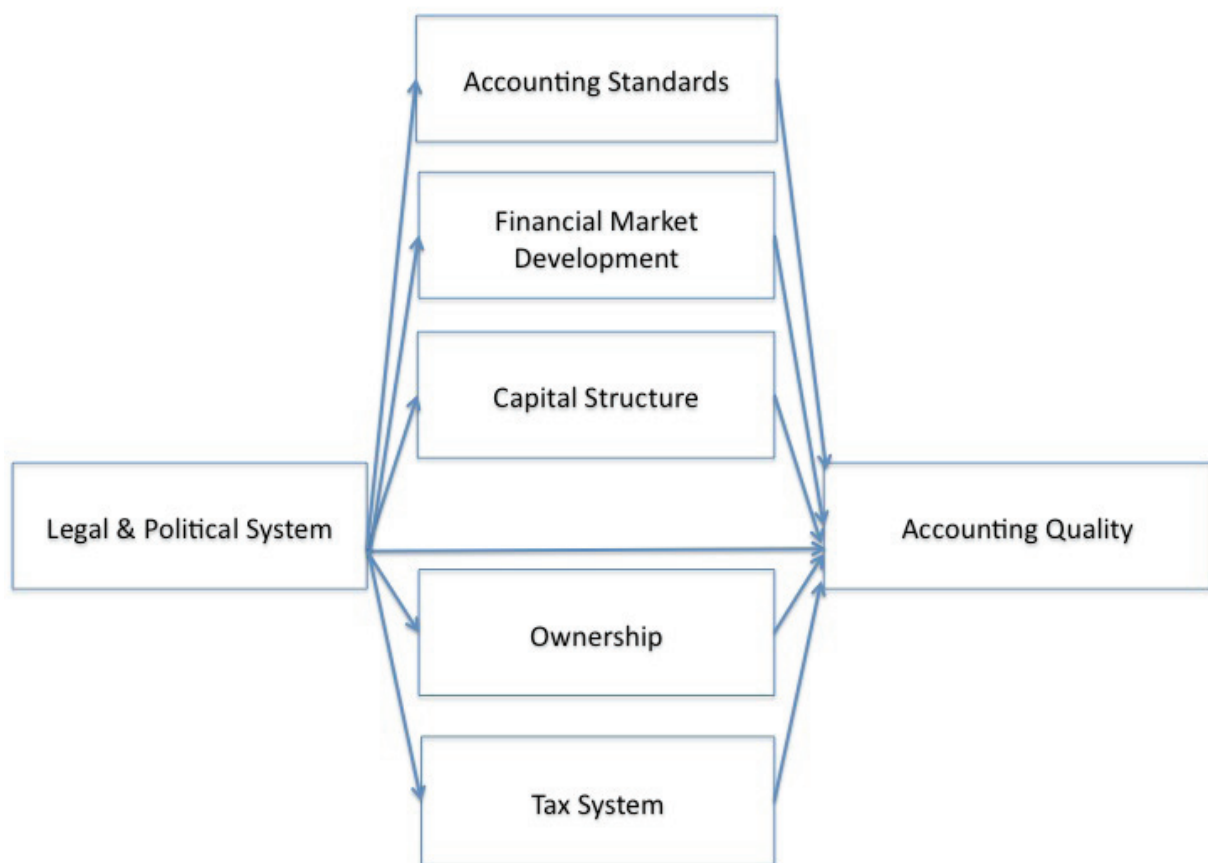 Accounting Standards
Financial Market
Development
Capital Structure
Legal & Political System
Accounting Quality
Ownership
Tax System